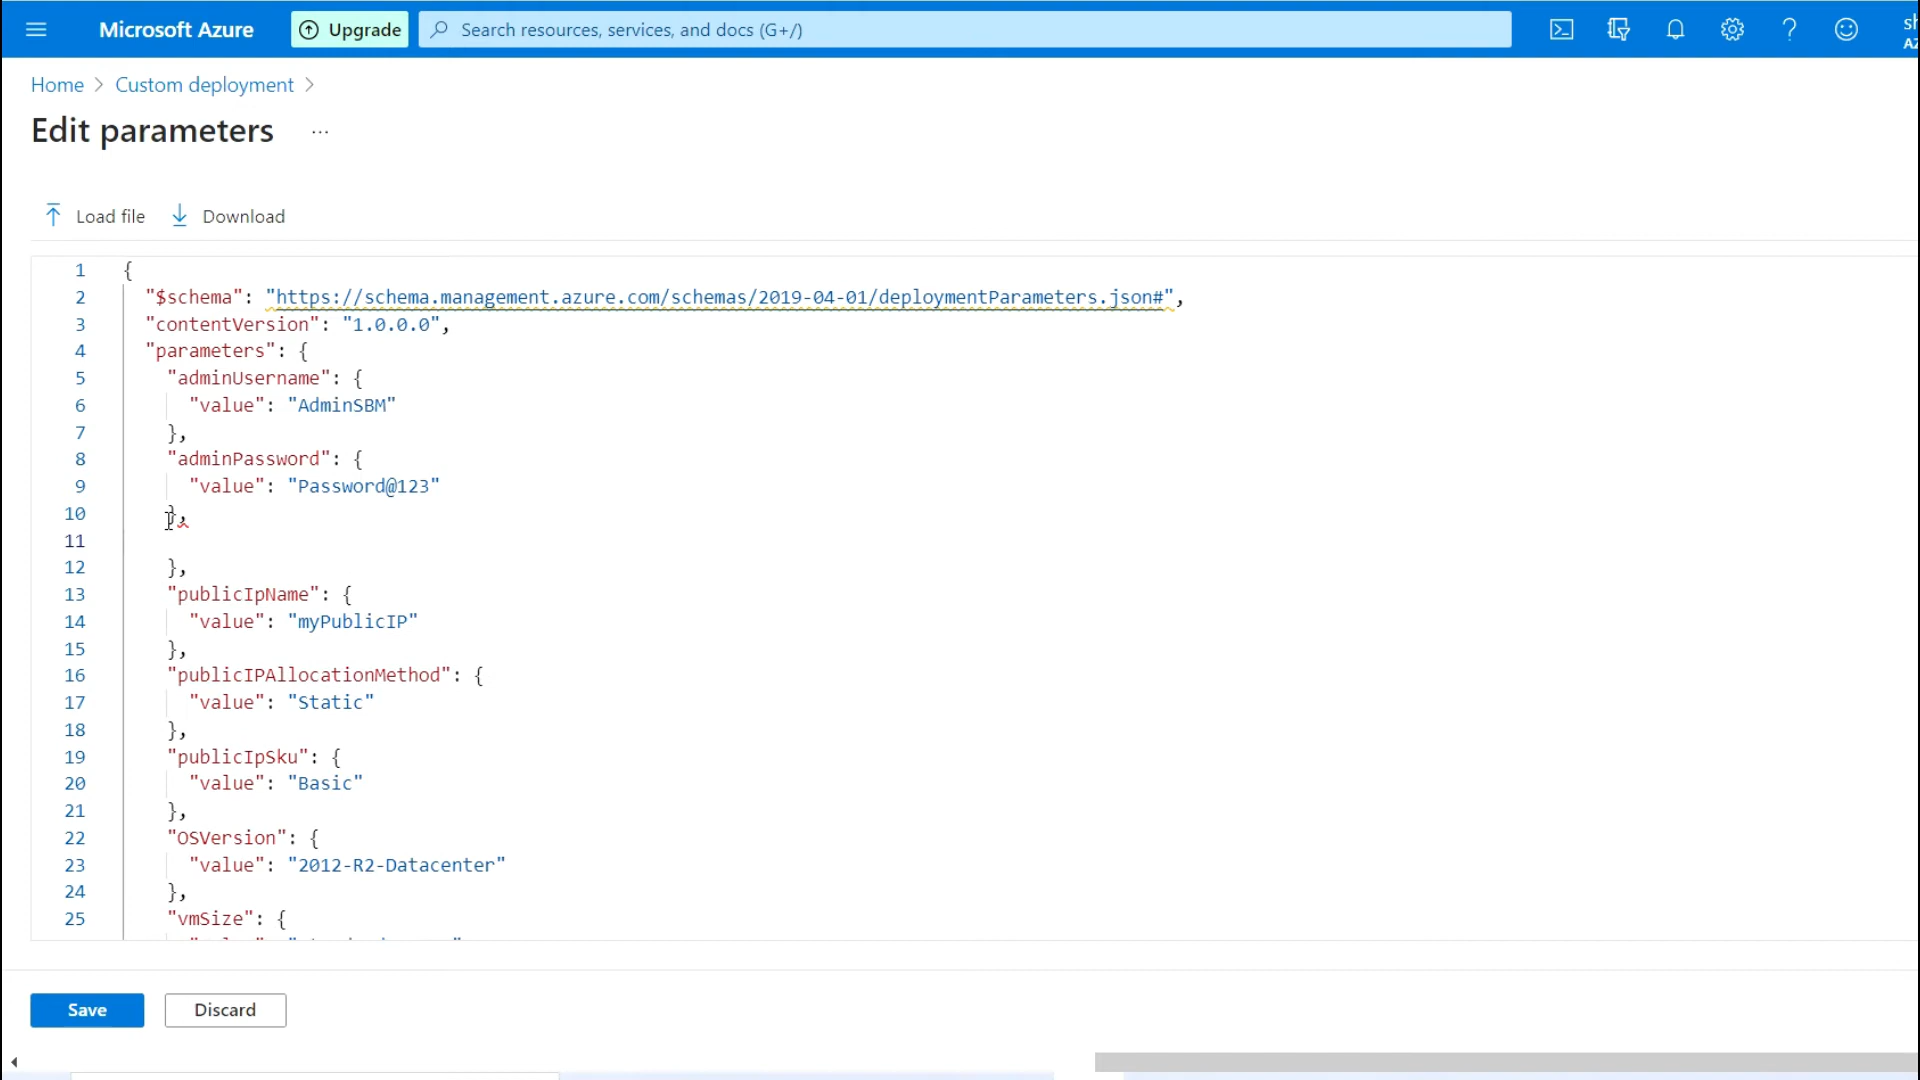 Microsoft Azure
Upgrade
Search resources, services, and docs (G+/)
Home > Custom deployment >
Edit parameters ...
Load file
Download
1 {
2 "$schema": "https://schema.management.azure.com/schemas/2019-04-01/deploymentParameters.json#",
3 "contentVersion": "1.0.0.0",
4 "parameters": {
5 "adminUsername": {
6 "value": "AdminSBM"
7 },
8 "adminPassword": {
9 "value": "Password@123"
10 },
11
12 },
13 "publicIpName": {
14 "value": "myPublicIP"
15 },
16 "publicIPAllocationMethod": {
17 "value": "Static"
18 },
19 "publicIpSku": {
20 "value": "Basic"
21 },
22 "OSVersion": {
23 "value": "2012-R2-Datacenter"
24 },
25 "vmSize": {
Save
Discard